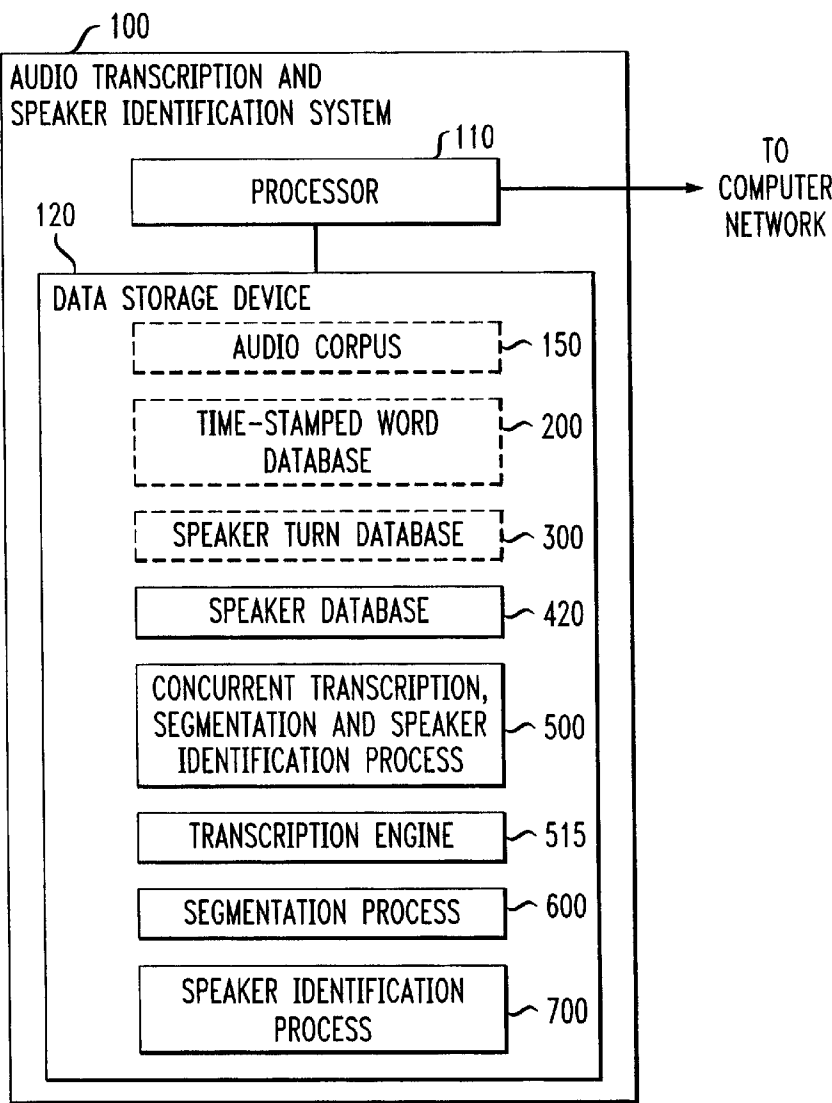 100
AUDIO TRANSCRIPTION AND
SPEAKER IDENTIFICATION SYSTEM
110
PROCESSOR
TO
COMPUTER
NETWORK
120
DATA STORAGE DEVICE
AUDIO CORPUS
150
TIME-STAMPED WORD
DATABASE
200
SPEAKER TURN DATABASE
300
SPEAKER DATABASE
420
CONCURRENT TRANSCRIPTION,
SEGMENTATION AND SPEAKER
IDENTIFICATION PROCESS
500
TRANSCRIPTION ENGINE
515
SEGMENTATION PROCESS
600
SPEAKER IDENTIFICATION
PROCESS
700